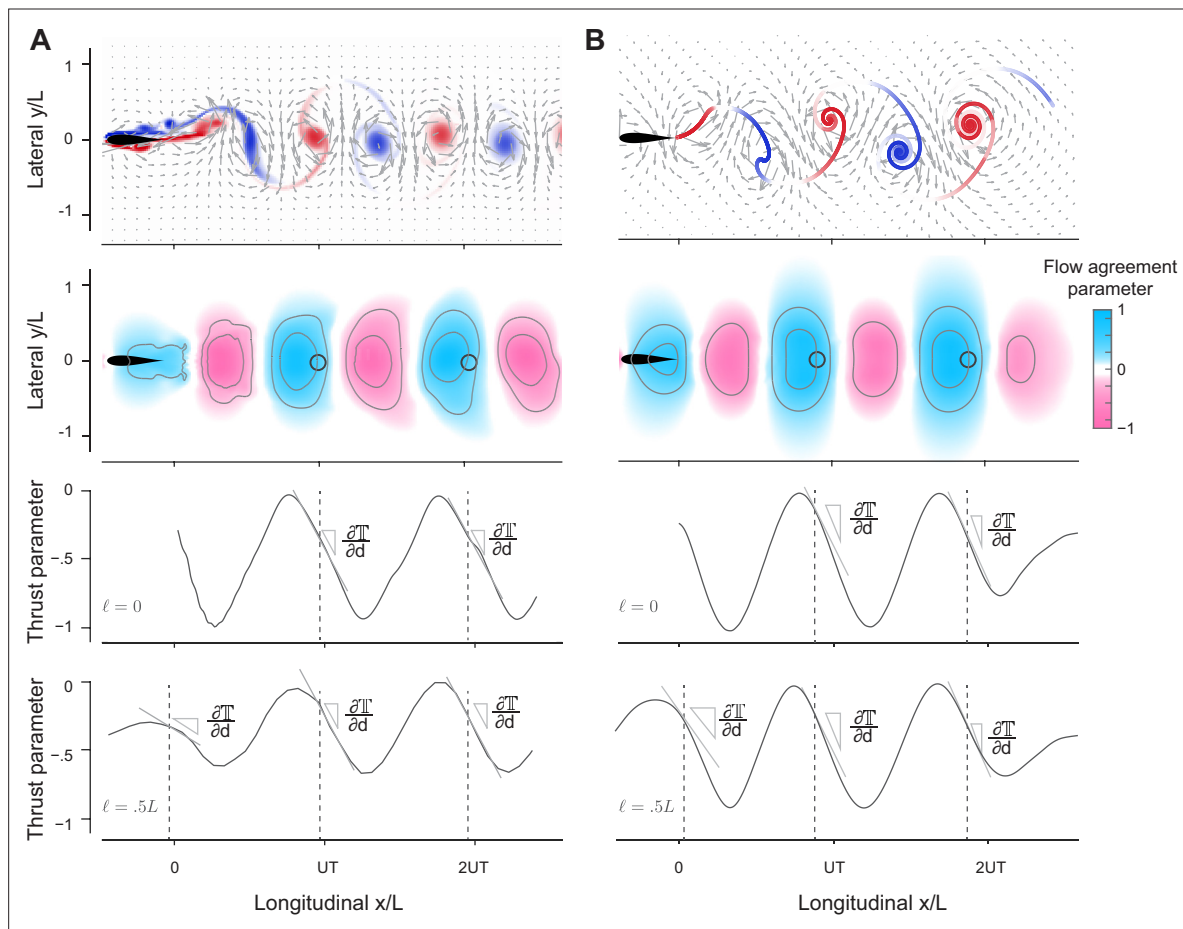 A
B
Lateral y/L
1
0
-1
Lateral y/L
1
0
-1
Flow agreement
parameter
1
0
−1
Thrust parameter
0
-.5
−1
ℓ = 0
∂𝕋
∂d
∂𝕋
∂d
ℓ = 0
∂𝕋
∂d
∂𝕋
∂d
Thrust parameter
0
-.5
−1
ℓ = .5L
∂𝕋
∂d
∂𝕋
∂d
∂𝕋
∂d
ℓ = .5L
∂𝕋
∂d
∂𝕋
∂d
∂𝕋
∂d
0
UT
2UT
0
UT
2UT
Longitudinal x/L
Longitudinal x/L